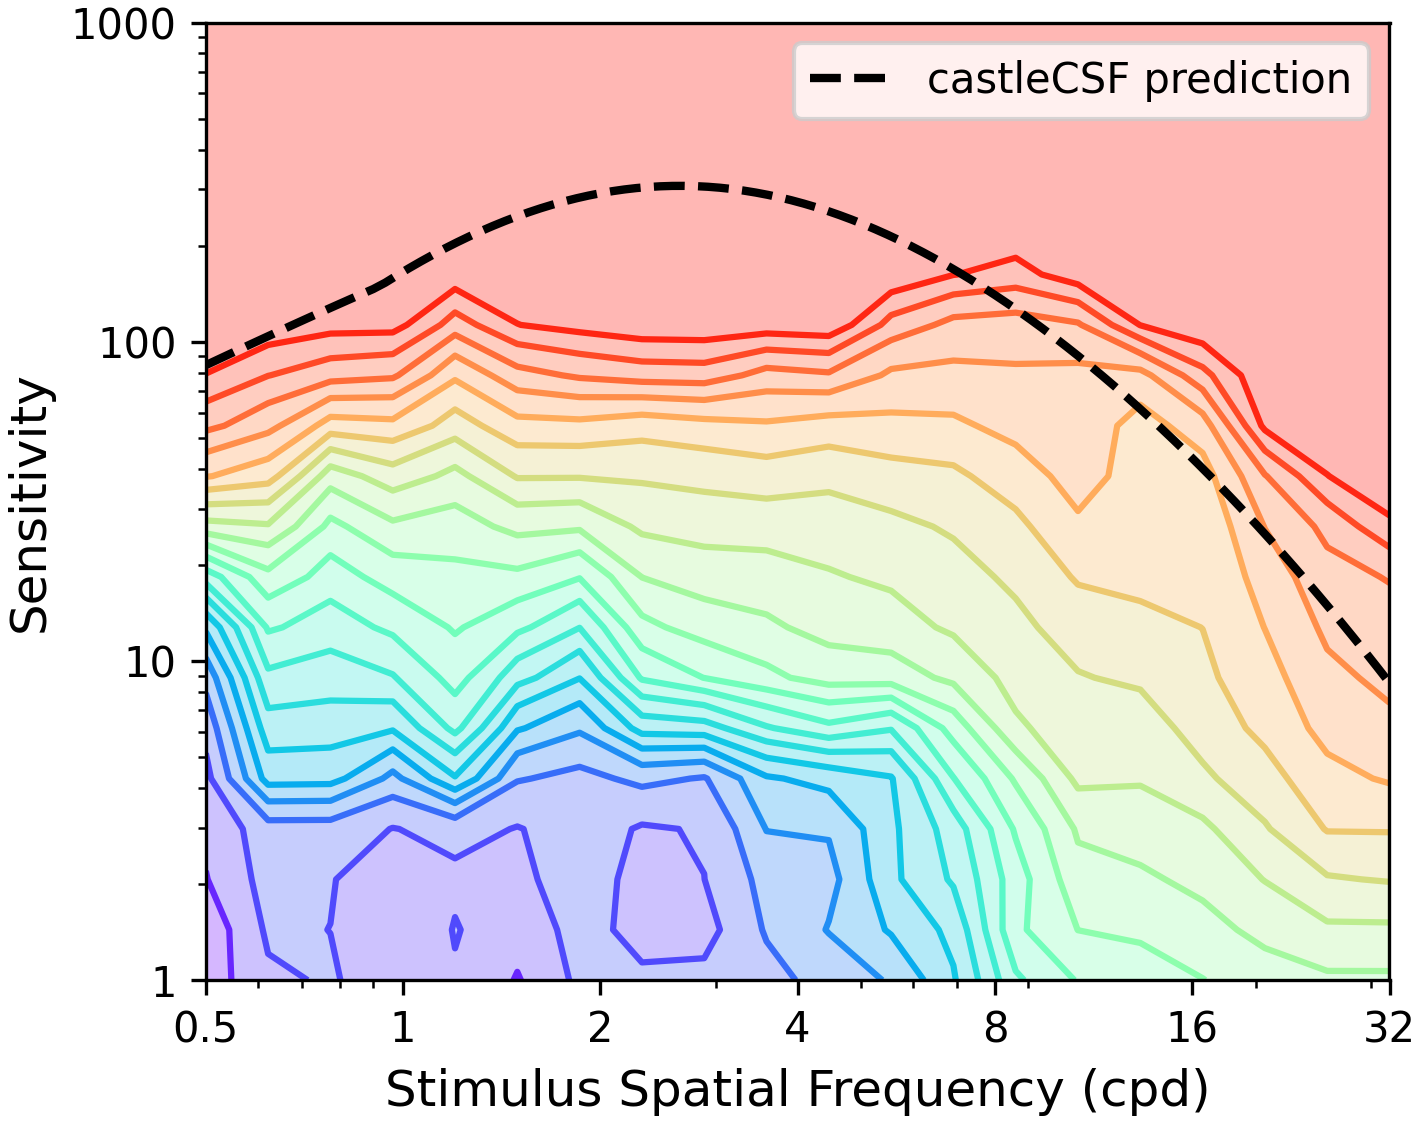 1000
castleCSF prediction
100
Sensitivity
10
1
0.5 1 2 4 8 16 32
Stimulus Spatial Frequency (cpd)